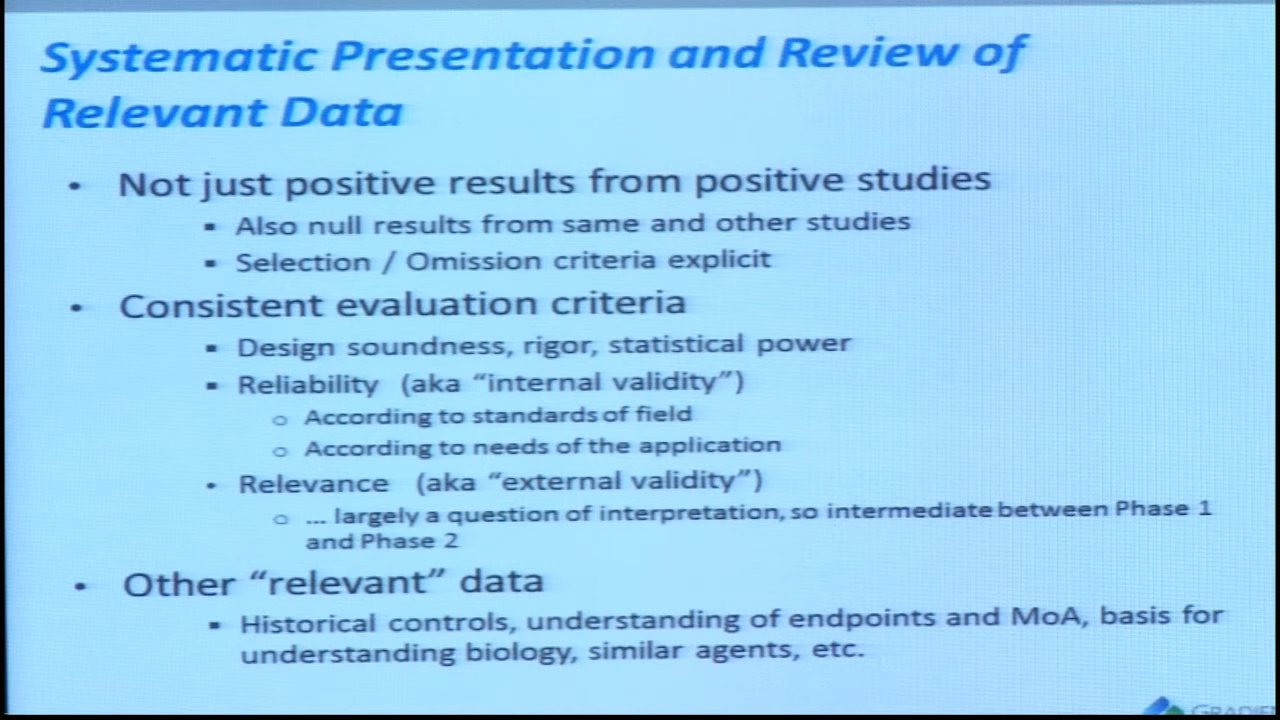 Systematic Presentation and Review of
Relevant Data
• Not just positive results from positive studies
▪ Also null results from same and other studies
▪ Selection / Omission criteria explicit
• Consistent evaluation criteria
▪ Design soundness, rigor, statistical power
▪ Reliability (aka “internal validity”)
○ According to standards of field
○ According to needs of the application
• Relevance (aka “external validity”)
○ ... largely a question of interpretation, so intermediate between Phase 1
and Phase 2
• Other “relevant” data
▪ Historical controls, understanding of endpoints and MoA, basis for
understanding biology, similar agents, etc.